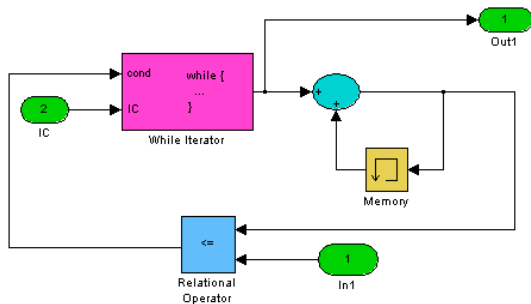 1
Out1
cond
while {
...
IC
}
2
IC
While Iterator
+
+
Memory
<=
Relational
Operator
1
In1